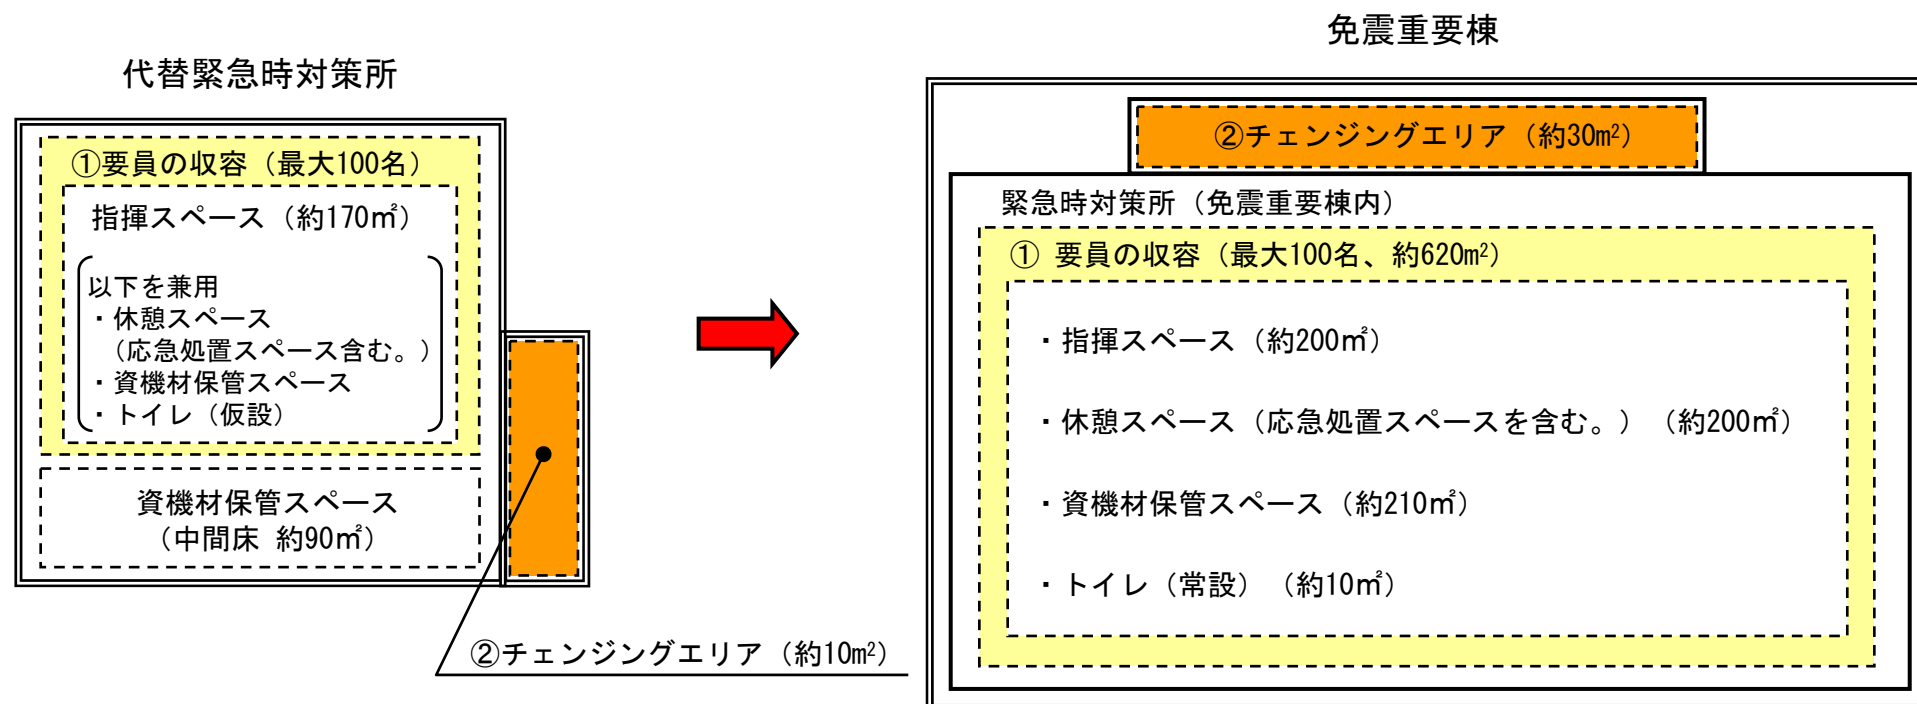 代替緊急時対策所
①要員の収容（最大100名）
指揮スペース（約170㎡）
以下を兼用
・休憩スペース
（応急処置スペース含む。）
・資機材保管スペース
・トイレ（仮設）
資機材保管スペース
（中間床 約90㎡）
②チェンジングエリア（約10m²）
免震重要棟
②チェンジングエリア（約30m²）
緊急時対策所（免震重要棟内）
① 要員の収容（最大100名、約620m²）
・指揮スペース（約200㎡）
・休憩スペース（応急処置スペースを含む。）（約200㎡）
・資機材保管スペース（約210㎡）
・トイレ（常設）（約10㎡）